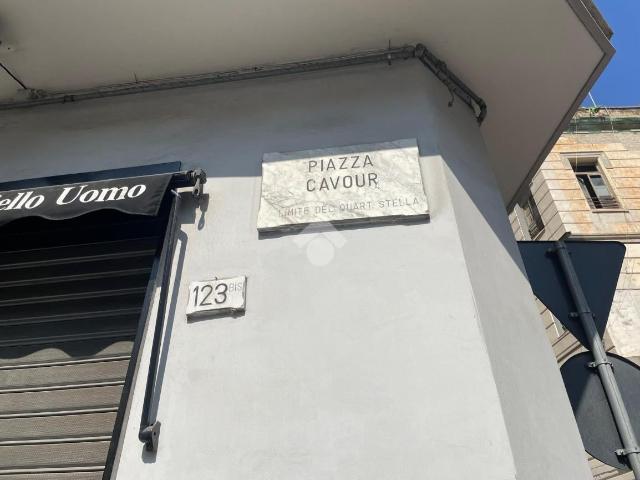 PIAZZA
CAVOUR
LIMITE DEL QUART. STELLA
ello Uomo
123 BIS